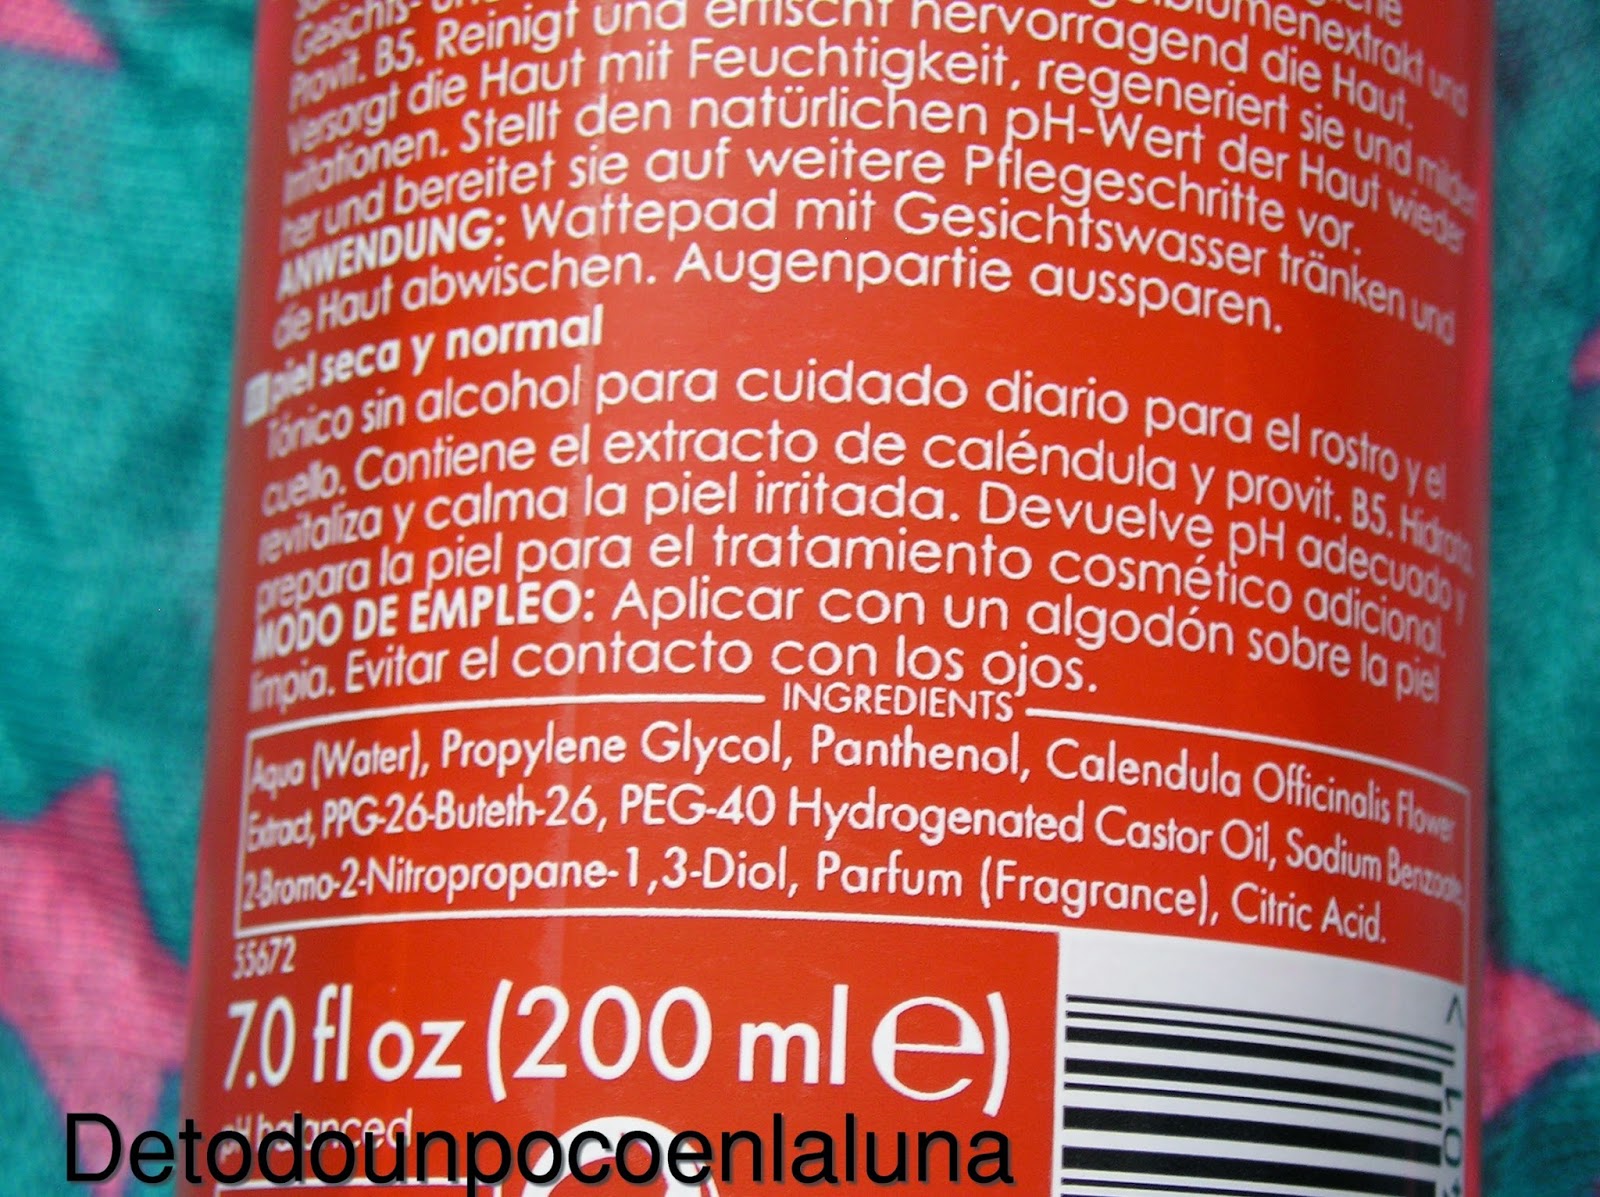 Gesichts- und
Provit. B5. Reinigt und erfrischt hervorragend die Haut.
versorgt die Haut mit Feuchtigkeit, regeneriert sie und mildert
Irritationen. Stellt den natürlichen pH-Wert der Haut wieder
her und bereitet sie auf weitere Pflegeschritte vor.
ANWENDUNG: Wattepad mit Gesichtswasser tränken und
die Haut abwischen. Augenpartie aussparen.
piel seca y normal
Tónico sin alcohol para cuidado diario para el rostro y el
cuello. Contiene el extracto de caléndula y provit. B5. Hidrata,
revitaliza y calma la piel irritada. Devuelve pH adecuado y
prepara la piel para el tratamiento cosmético adicional.
MODO DE EMPLEO: Aplicar con un algodón sobre la piel
limpia. Evitar el contacto con los ojos.
INGREDIENTS
Aqua (Water), Propylene Glycol, Panthenol, Calendula Officinalis Flower
Extract, PPG-26-Buteth-26, PEG-40 Hydrogenated Castor Oil, Sodium Benzoate,
2-Bromo-2-Nitropropane-1,3-Diol, Parfum (Fragrance), Citric Acid.
55672
7.0 fl oz (200 ml e)
pH balanced
Detodounpocoenlaluna